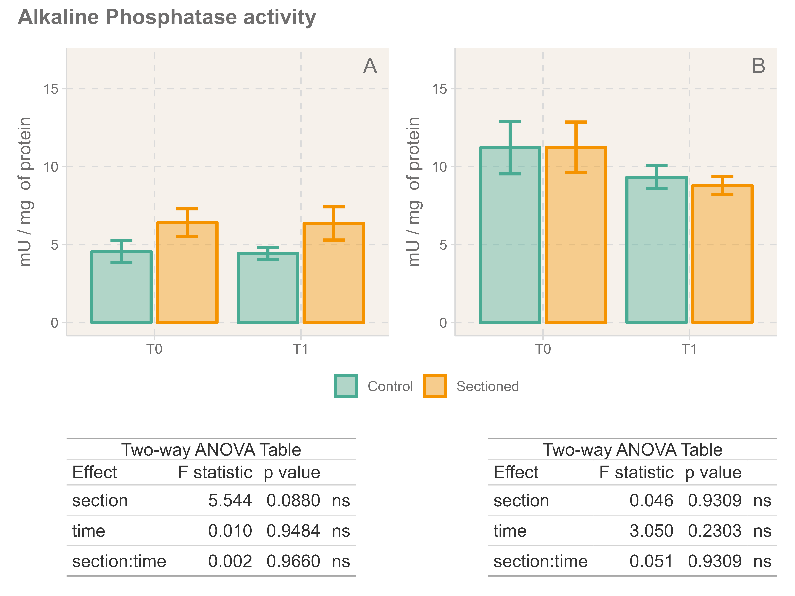 Alkaline Phosphatase activity
A
15
10
5
0
mU / mg of protein
T0
T1
B
15
10
5
0
mU / mg of protein
T0
T1
Control
Sectioned
Two-way ANOVA Table
Effect F statistic p value
section 5.544 0.0880 ns
time 0.010 0.9484 ns
section:time 0.002 0.9660 ns
Two-way ANOVA Table
Effect F statistic p value
section 0.046 0.9309 ns
time 3.050 0.2303 ns
section:time 0.051 0.9309 ns